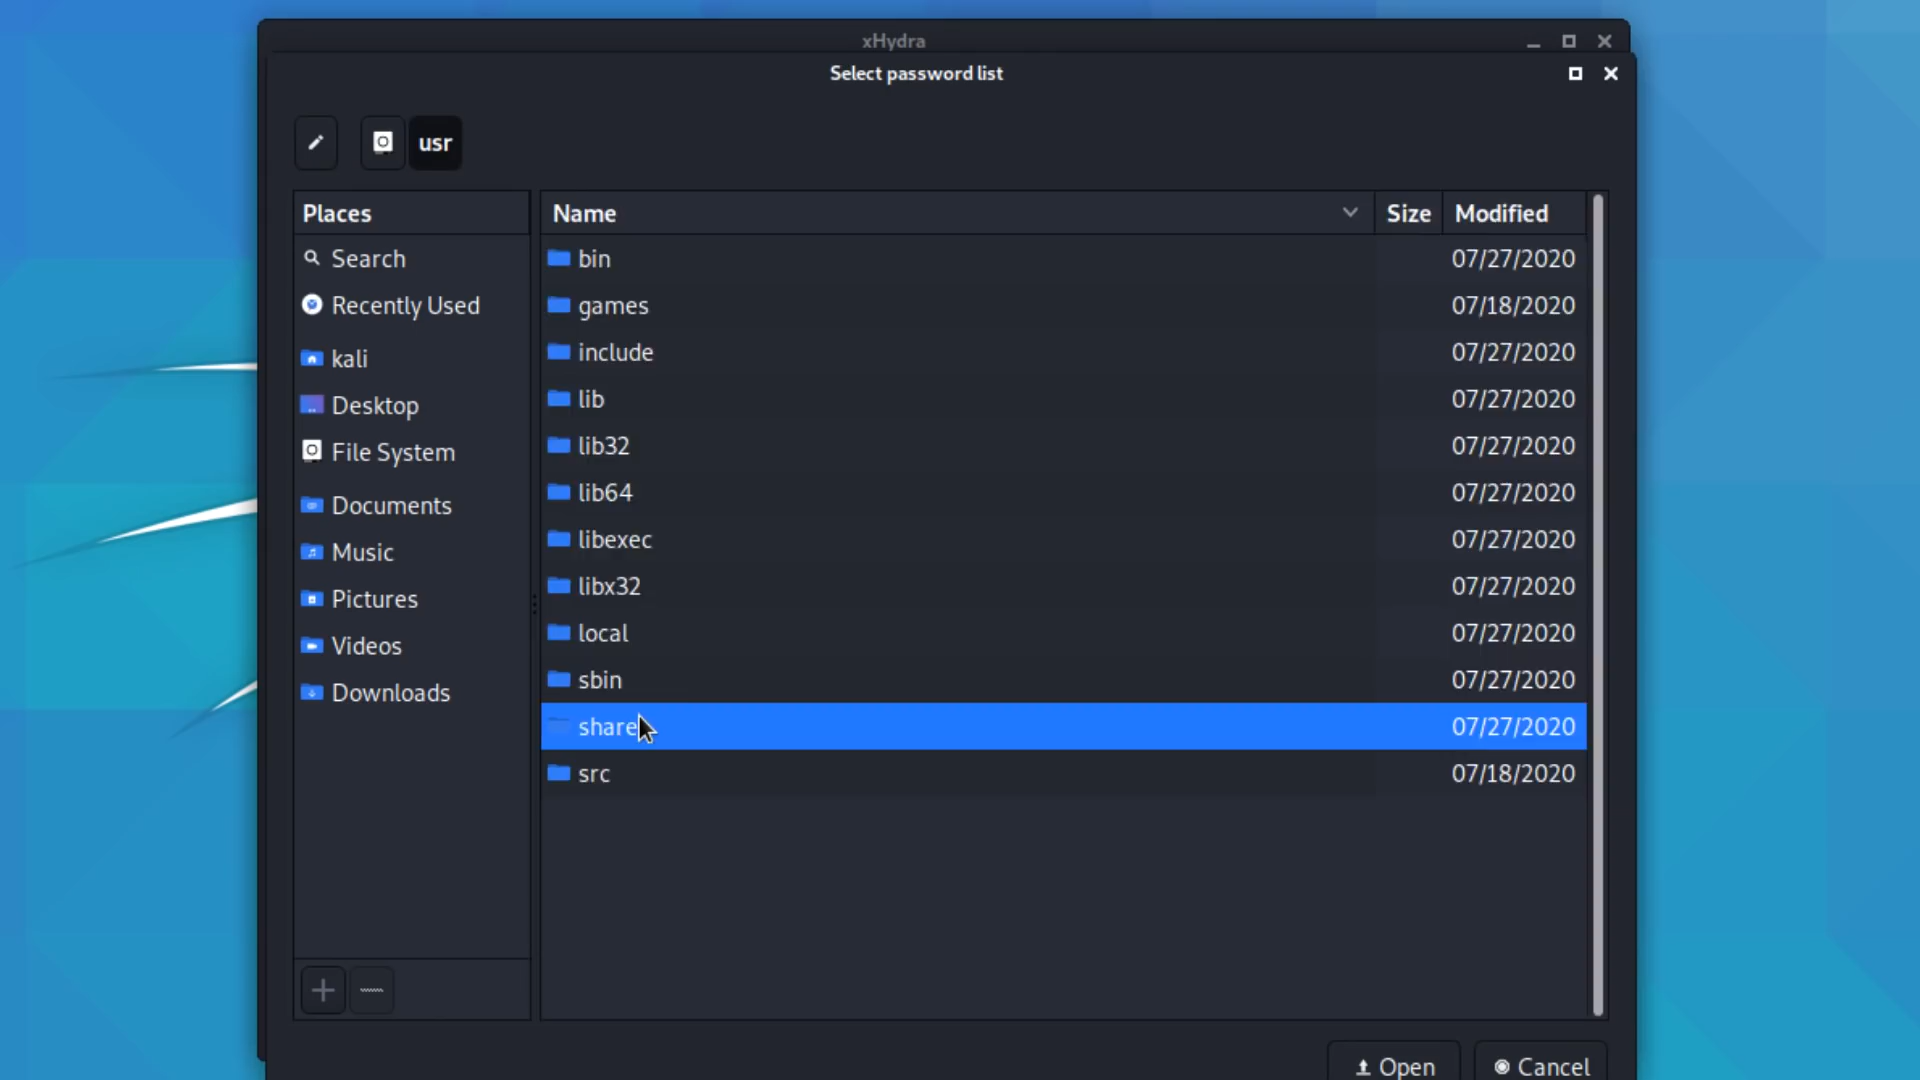 xHydra
Select password list
usr
Places
Name Size Modified
Search
Recently Used
kali
Desktop
File System
Documents
Music
Pictures
Videos
Downloads
bin 07/27/2020
games 07/18/2020
include 07/27/2020
lib 07/27/2020
lib32 07/27/2020
lib64 07/27/2020
libexec 07/27/2020
libx32 07/27/2020
local 07/27/2020
sbin 07/27/2020
share 07/27/2020
src 07/18/2020
Open Cancel